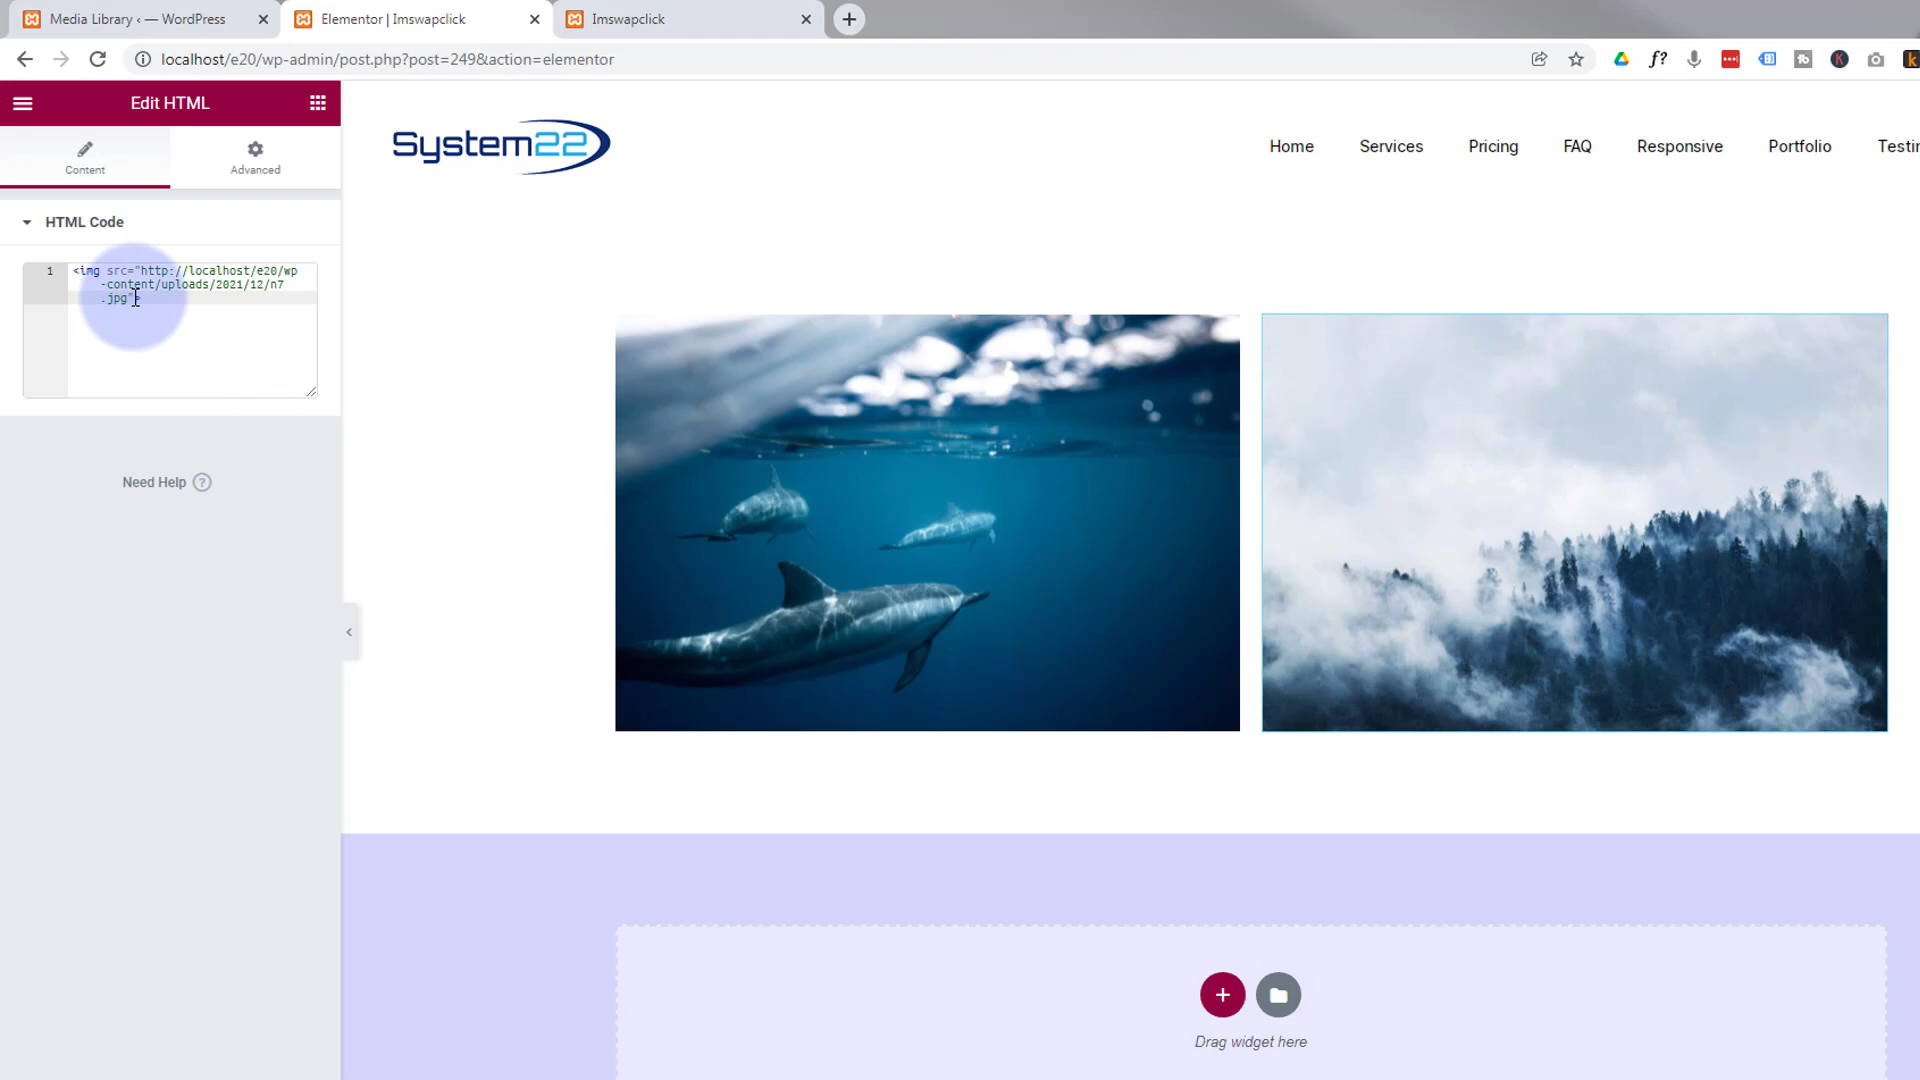 Media Library ‹ — WordPress
Elementor | Imswapclick
Imswapclick
localhost/e20/wp-admin/post.php?post=249&action=elementor
Edit HTML
Content
Advanced
HTML Code
1 <img src="http://localhost/e20/wp
-content/uploads/2021/12/n7
.jpg">
Need Help ?
System22
Home
Services
Pricing
FAQ
Responsive
Portfolio
Testin
Drag widget here